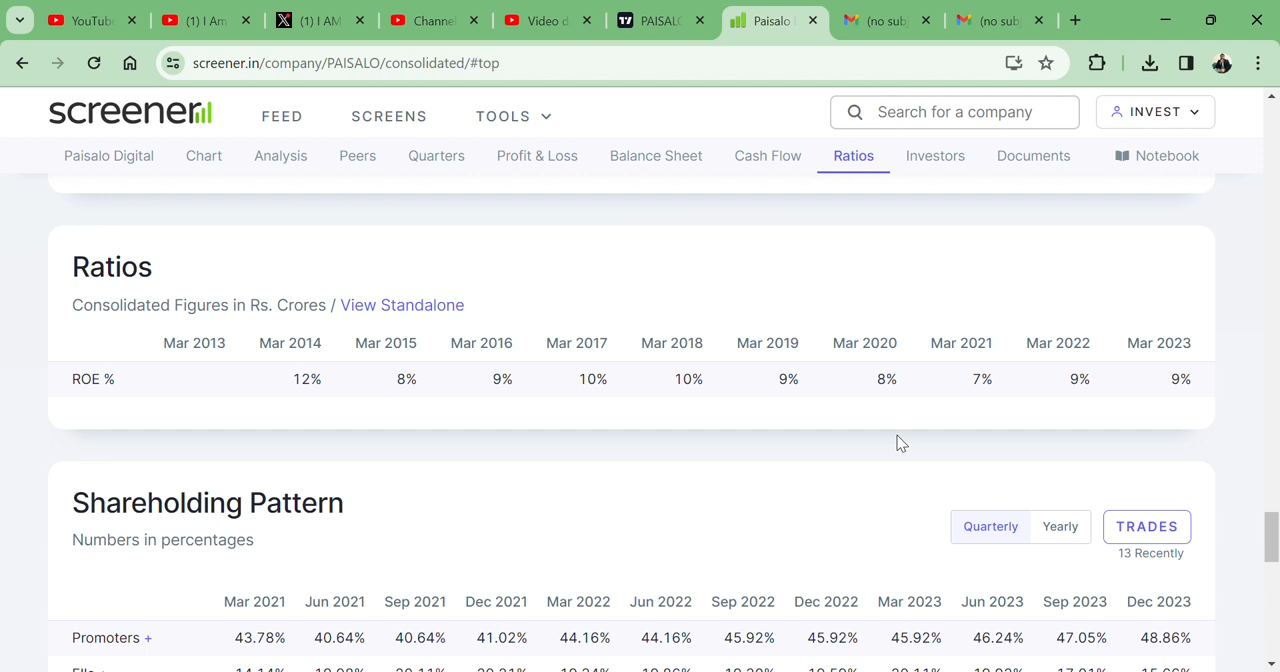 YouTube
(1) I Am
(1) I AM
Channel
Video d
PAISALO
Paisalo
(no sub
(no sub
screener.in/company/PAISALO/consolidated/#top
screener
FEED
SCREENS
TOOLS
Search for a company
INVEST
Paisalo Digital Chart Analysis Peers Quarters Profit & Loss Balance Sheet Cash Flow Ratios Investors Documents Notebook
Ratios
Consolidated Figures in Rs. Crores / View Standalone
Mar 2013 Mar 2014 Mar 2015 Mar 2016 Mar 2017 Mar 2018 Mar 2019 Mar 2020 Mar 2021 Mar 2022 Mar 2023
ROE % 12% 8% 9% 10% 10% 9% 8% 7% 9% 9%
Shareholding Pattern
Numbers in percentages
Quarterly Yearly
TRADES
13 Recently
Mar 2021 Jun 2021 Sep 2021 Dec 2021 Mar 2022 Jun 2022 Sep 2022 Dec 2022 Mar 2023 Jun 2023 Sep 2023 Dec 2023
Promoters + 43.78% 40.64% 40.64% 41.02% 44.16% 44.16% 45.92% 45.92% 45.92% 46.24% 47.05% 48.86%